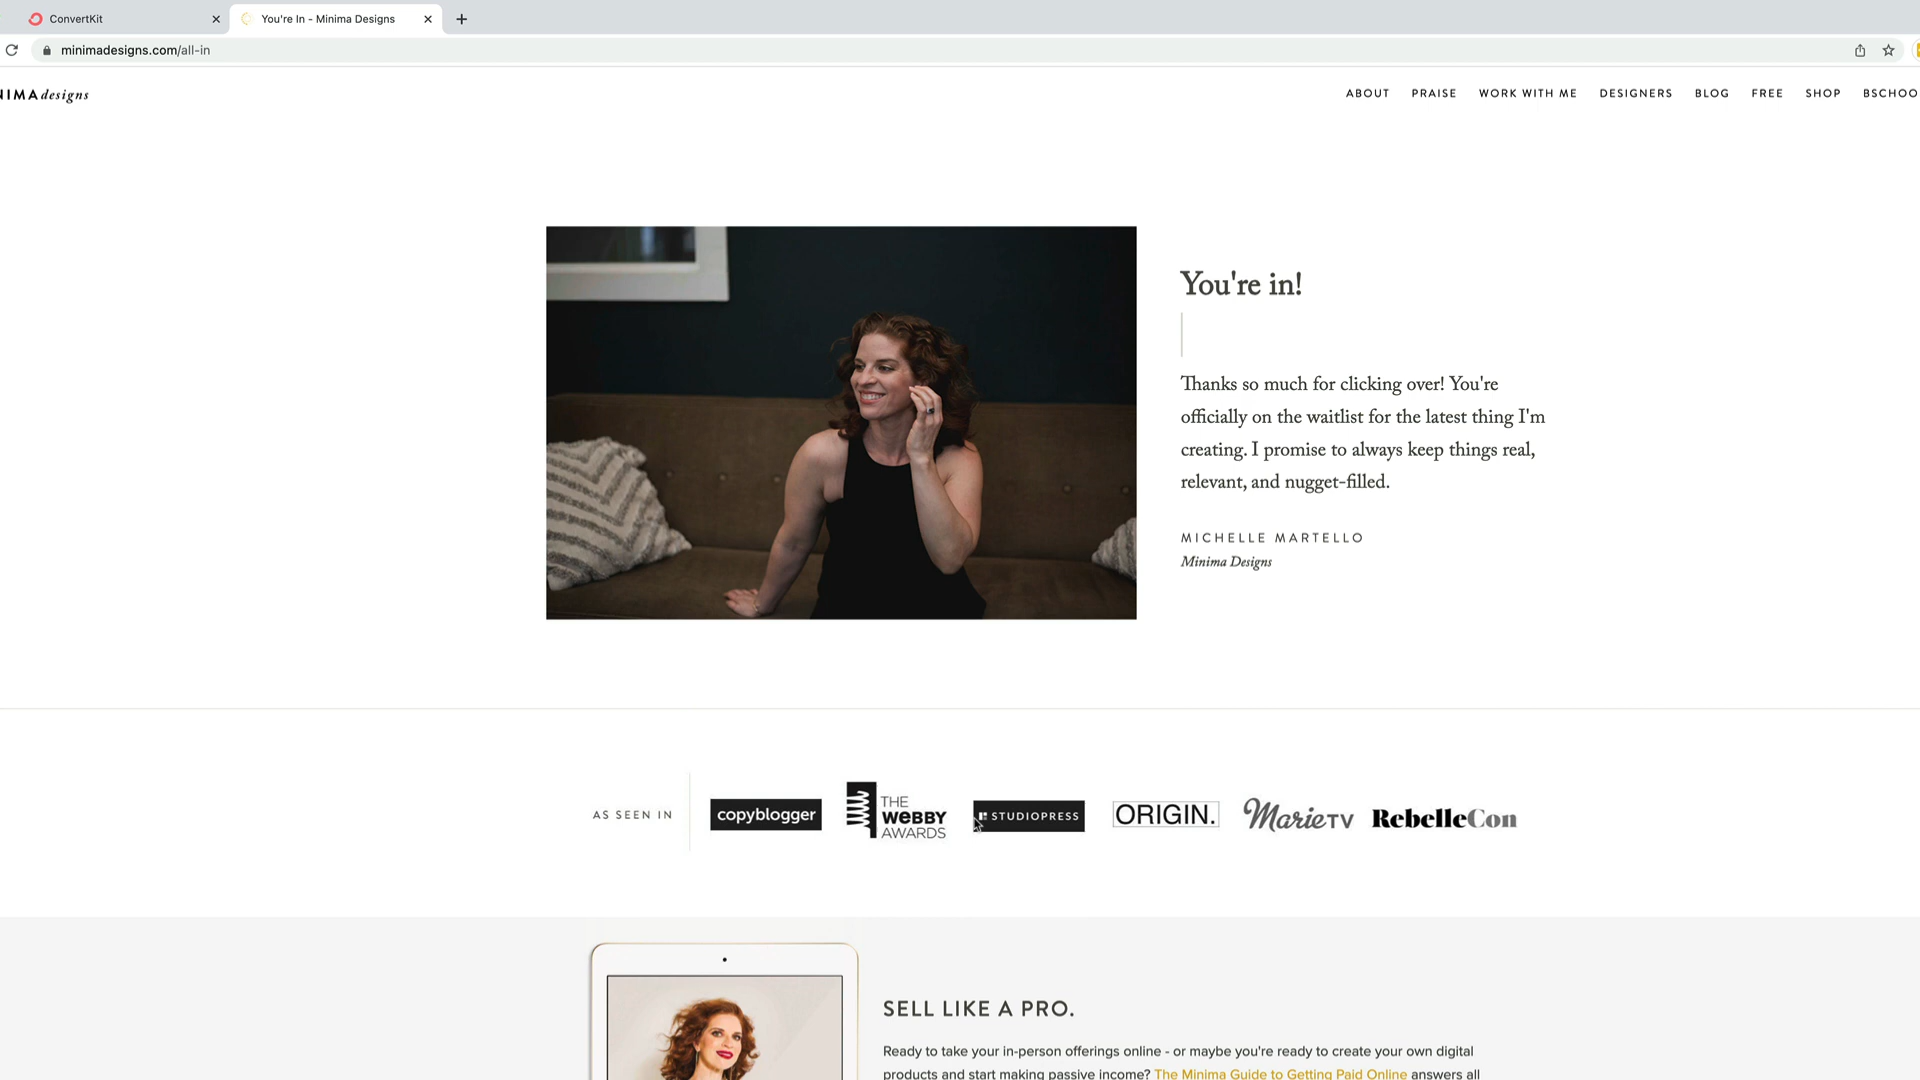 ConvertKit
You're In - Minima Designs
minimadesigns.com/all-in
NIMA designs
ABOUT PRAISE WORK WITH ME DESIGNERS BLOG FREE SHOP BSCHOO
You're in!
Thanks so much for clicking over! You're
officially on the waitlist for the latest thing I'm
creating. I promise to always keep things real,
relevant, and nugget-filled.
MICHELLE MARTELLO
Minima Designs
AS SEEN IN
copyblogger
THE
WEBBY
AWARDS
STUDIOPRESS
ORIGIN.
Marie TV
RebelleCon
SELL LIKE A PRO.
Ready to take your in-person offerings online - or maybe you're ready to create your own digital
products and start making passive income? The Minima Guide to Getting Paid Online answers all